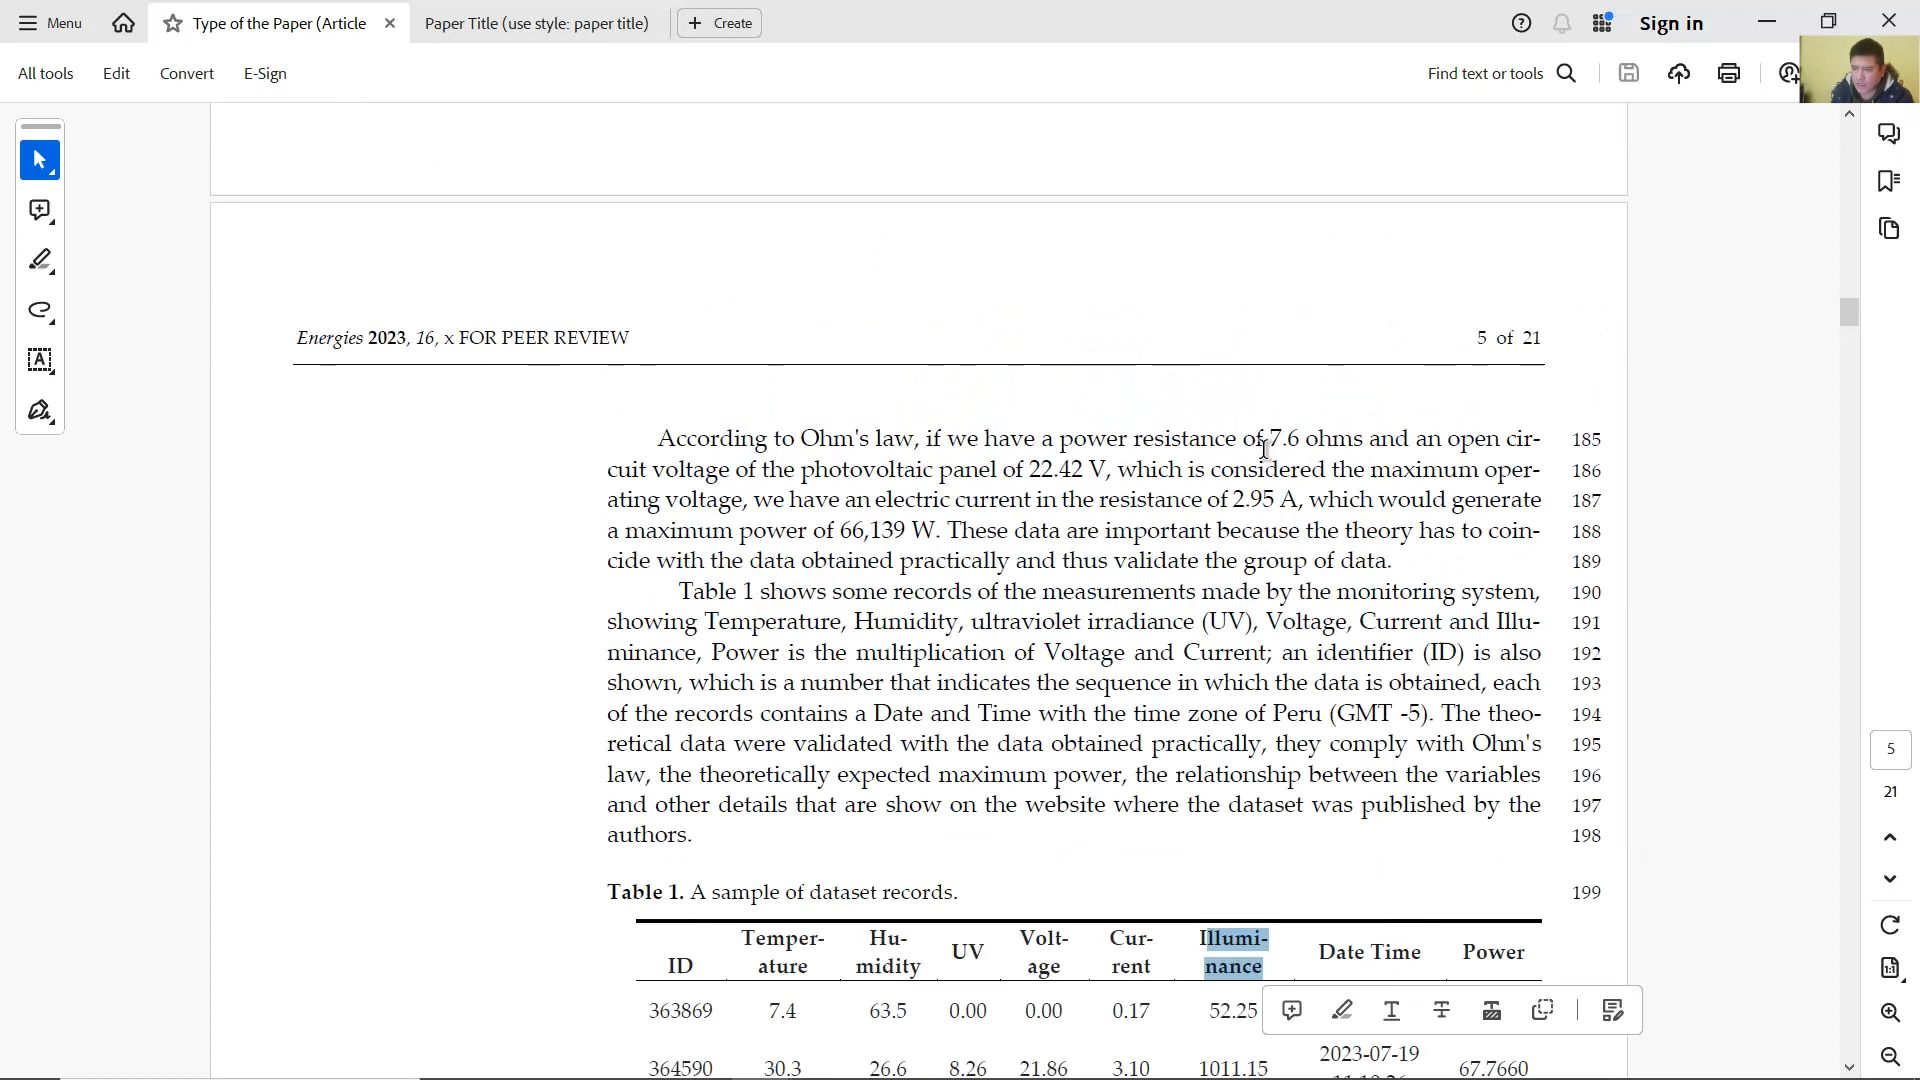 Menu
Type of the Paper (Article
Paper Title (use style: paper title)
Create
Sign in
All tools
Edit
Convert
E-Sign
Find text or tools
Energies 2023, 16, x FOR PEER REVIEW
5 of 21
According to Ohm's law, if we have a power resistance of 7.6 ohms and an open cir- 185
cuit voltage of the photovoltaic panel of 22.42 V, which is considered the maximum oper- 186
ating voltage, we have an electric current in the resistance of 2.95 A, which would generate 187
a maximum power of 66,139 W. These data are important because the theory has to coin- 188
cide with the data obtained practically and thus validate the group of data. 189
Table 1 shows some records of the measurements made by the monitoring system, 190
showing Temperature, Humidity, ultraviolet irradiance (UV), Voltage, Current and Illu- 191
minance, Power is the multiplication of Voltage and Current; an identifier (ID) is also 192
shown, which is a number that indicates the sequence in which the data is obtained, each 193
of the records contains a Date and Time with the time zone of Peru (GMT -5). The theo- 194
retical data were validated with the data obtained practically, they comply with Ohm's 195
law, the theoretically expected maximum power, the relationship between the variables 196
and other details that are show on the website where the dataset was published by the 197
authors. 198
Table 1. A sample of dataset records. 199
ID Temper- Hu- UV Volt- Cur- Illumi- Date Time Power
ature midity age rent nance
363869 7.4 63.5 0.00 0.00 0.17 52.25
2023-07-19
364590 30.3 26.6 8.26 21.86 3.10 1011.15 67.7660
5
21